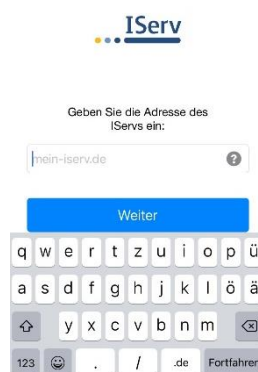 IServ
Geben Sie die Adresse des
IServs ein:
mein-iserv.de ?
Weiter
q w e r t z u i o p ü
a s d f g h j k l ö ä
y x c v b n m
123 . / .de Fortfahren